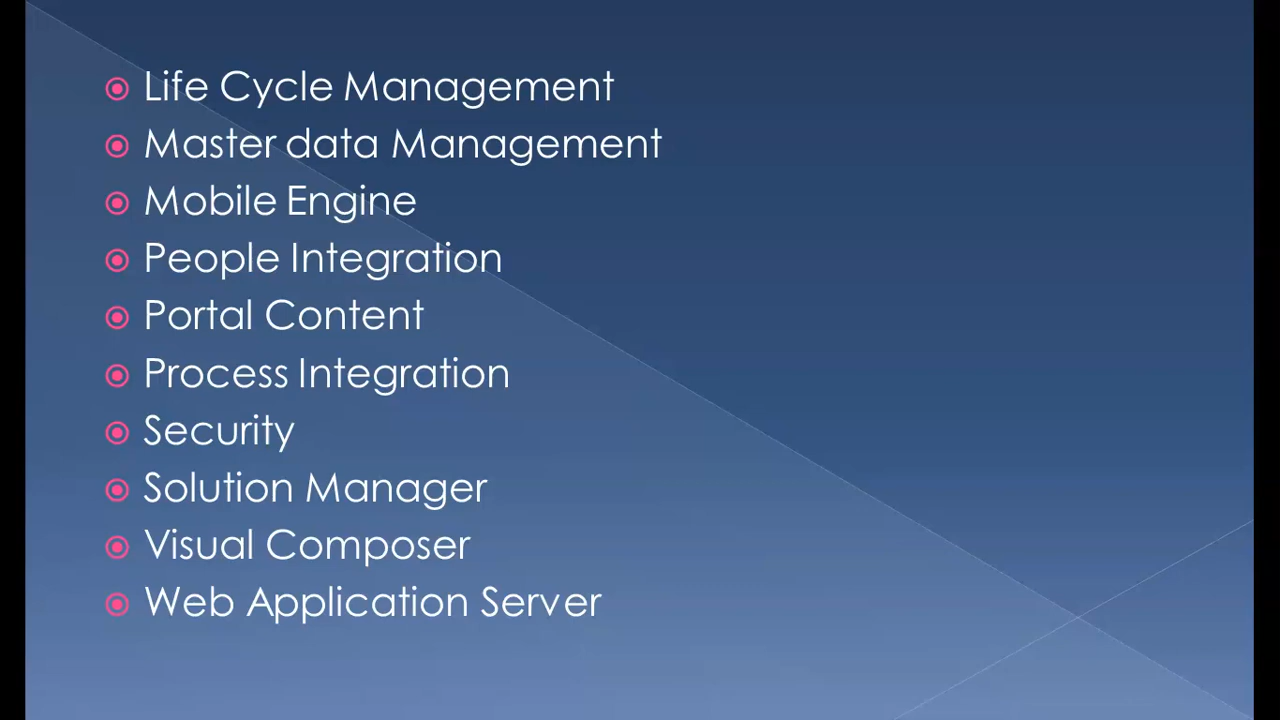 Life Cycle Management
Master data Management
Mobile Engine
People Integration
Portal Content
Process Integration
Security
Solution Manager
Visual Composer
Web Application Server